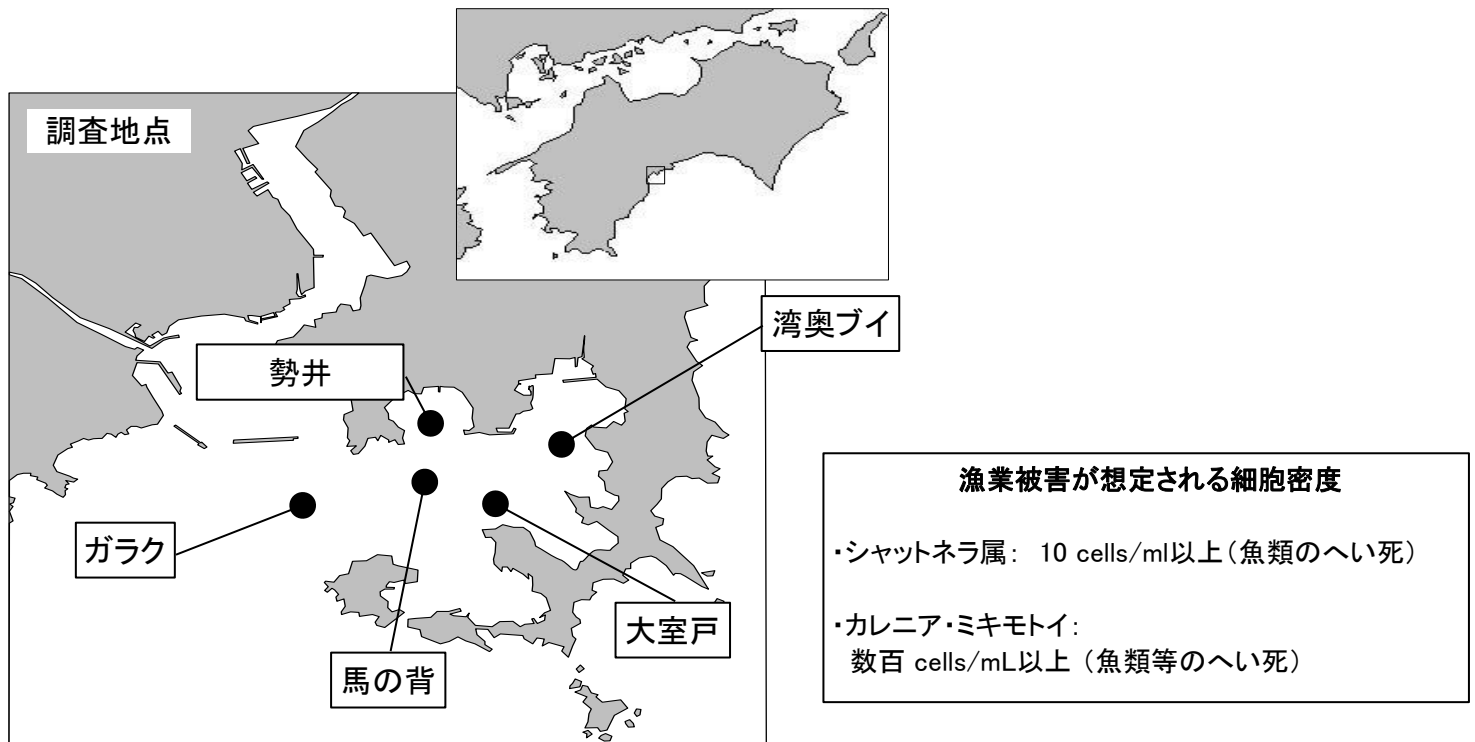 調査地点
湾奥ブイ
勢井
ガラク
大室戸
馬の背
漁業被害が想定される細胞密度
・シャットネラ属: 10 cells/ml以上(魚類のへい死)
・カレニア・ミキモトイ:
数百 cells/mL以上 (魚類等のへい死)